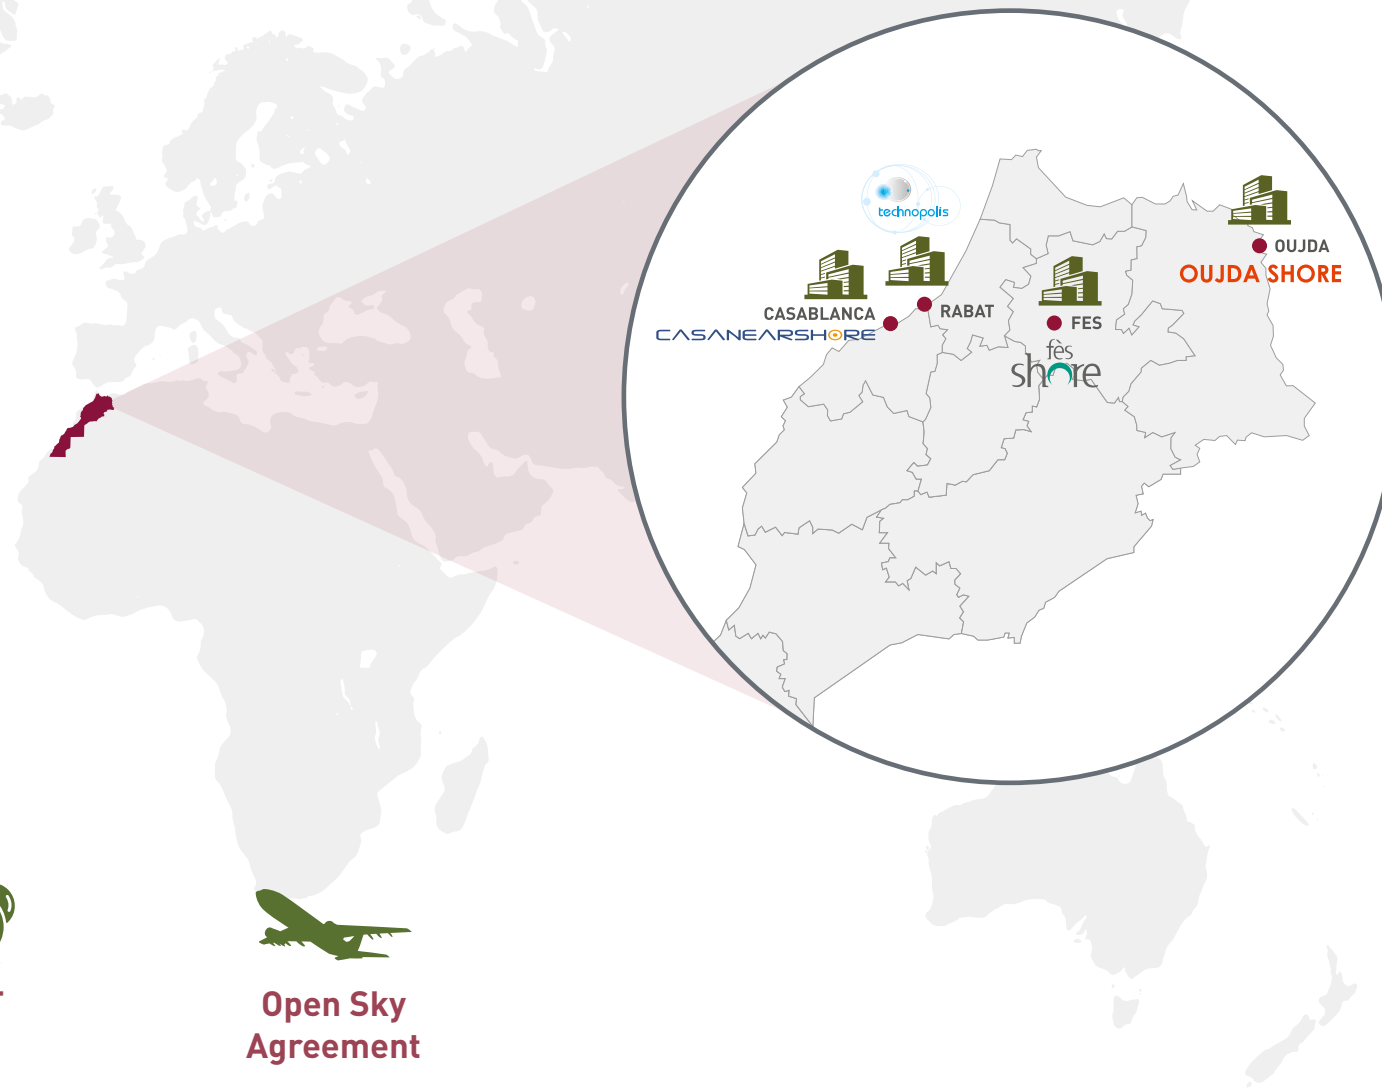 technopolis
CASABLANCA
CASANEARSHORE
RABAT
FES
fès
shore
OUJDA
OUJDA SHORE
Open Sky
Agreement